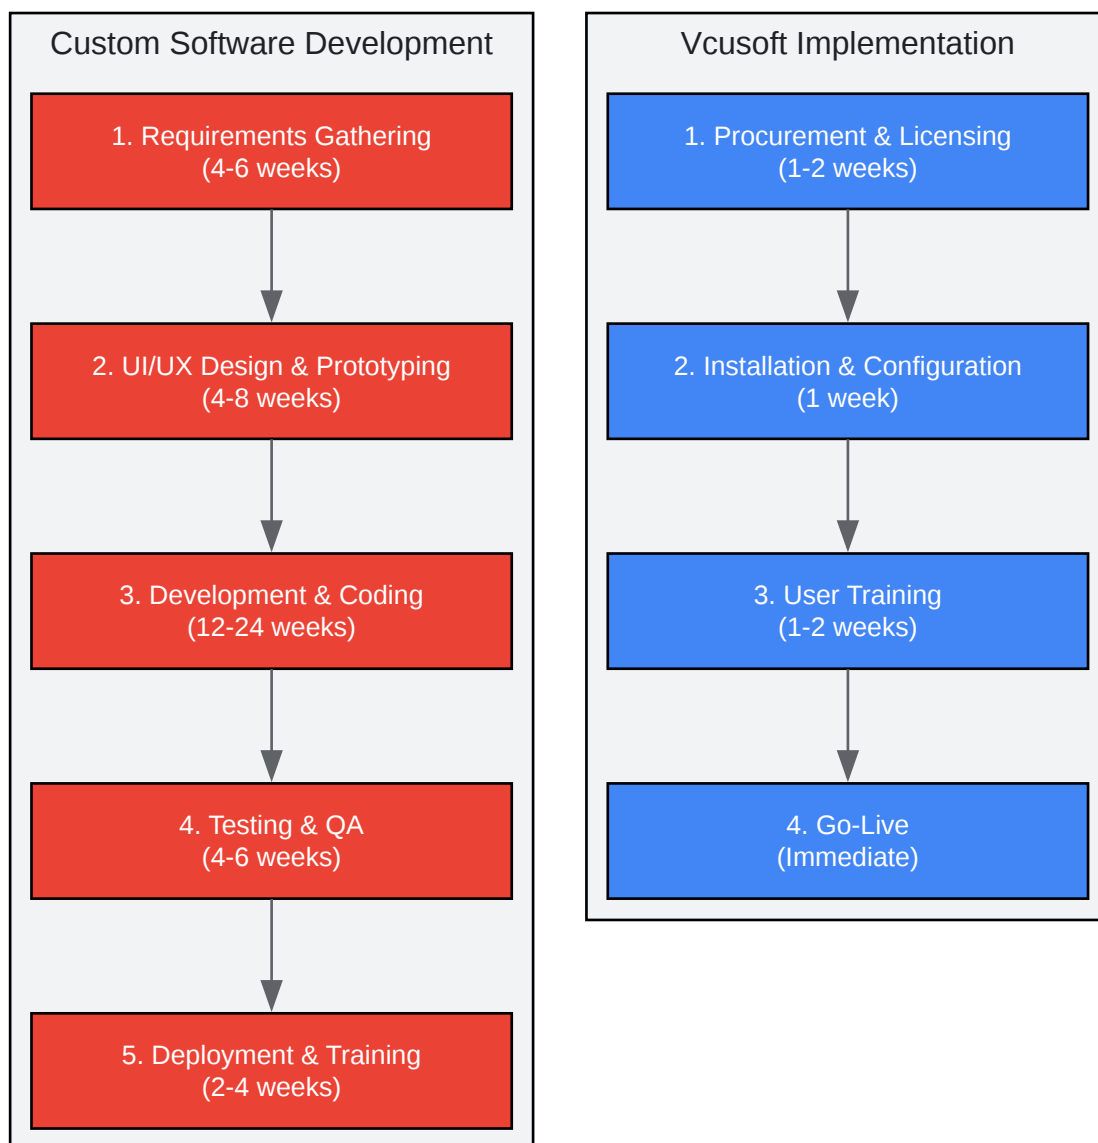 Custom Software Development
1. Requirements Gathering
(4-6 weeks)
2. UI/UX Design & Prototyping
(4-8 weeks)
3. Development & Coding
(12-24 weeks)
4. Testing & QA
(4-6 weeks)
5. Deployment & Training
(2-4 weeks)
Vcusoft Implementation
1. Procurement & Licensing
(1-2 weeks)
2. Installation & Configuration
(1 week)
3. User Training
(1-2 weeks)
4. Go-Live
(Immediate)